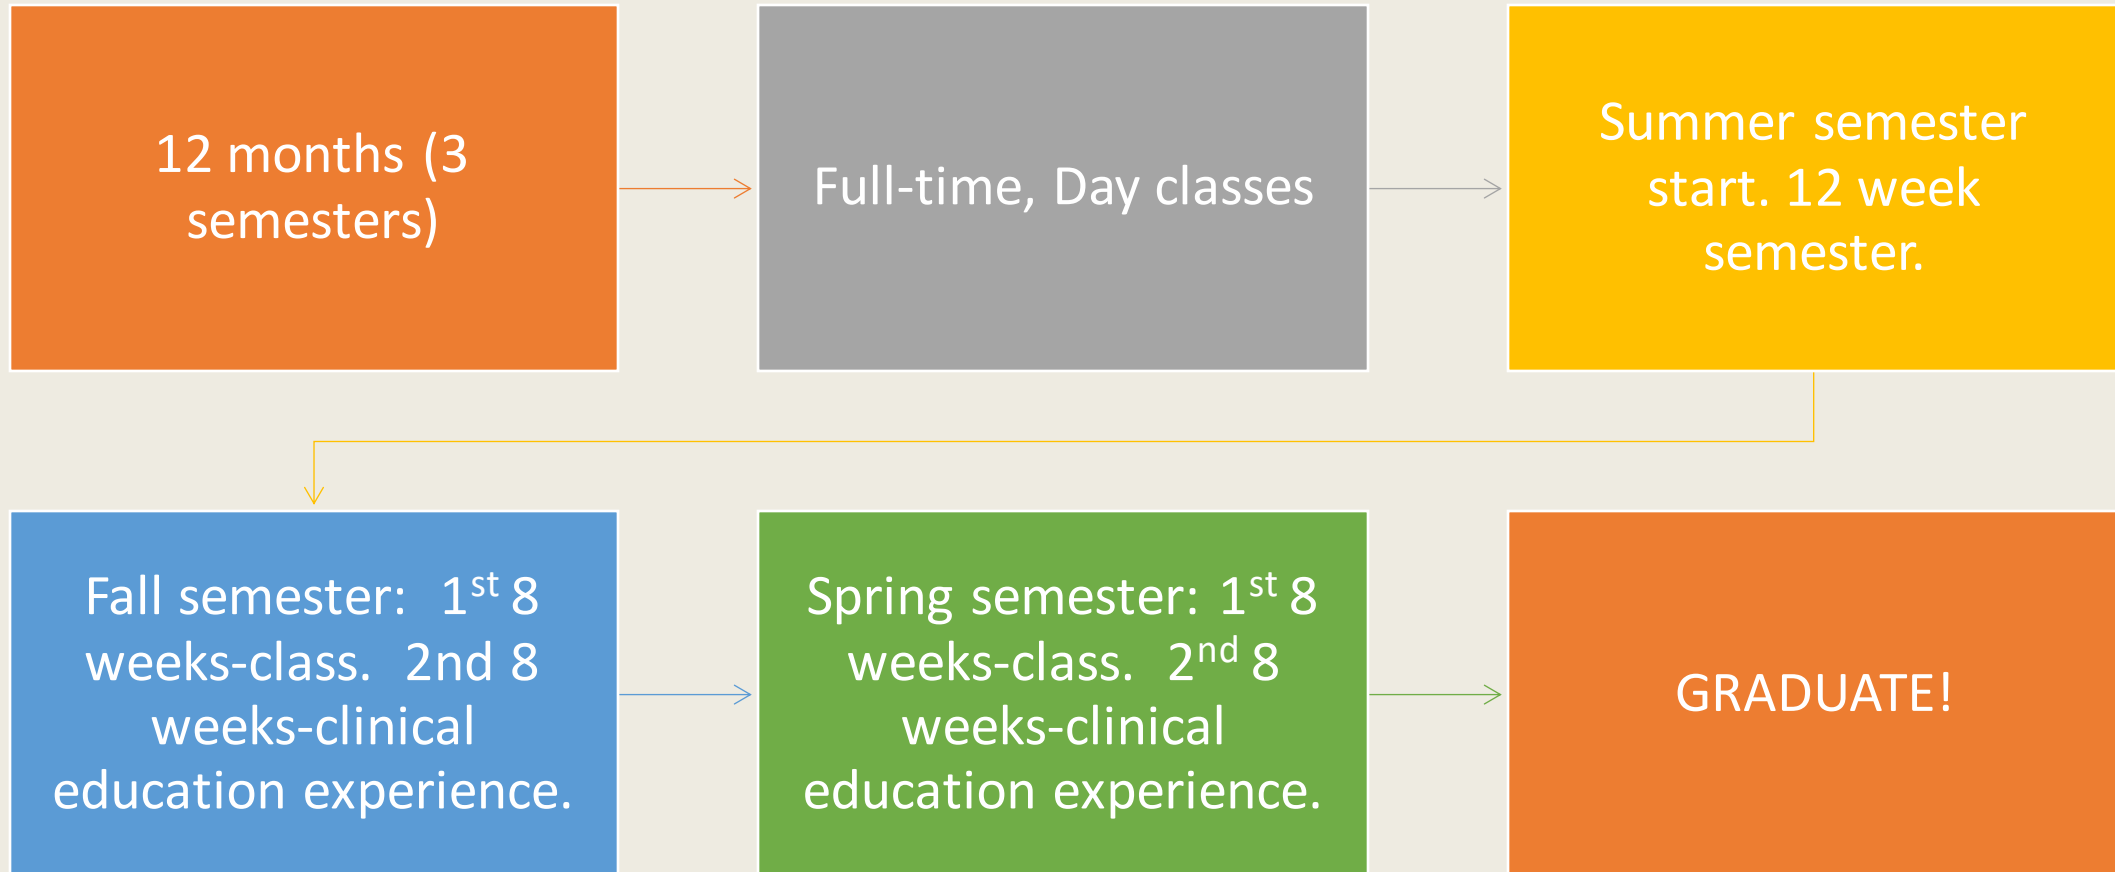 12 months (3
semesters)
Full-time, Day classes
Summer semester
start. 12 week
semester.
Fall semester:  1st 8
weeks-class.  2nd 8
weeks-clinical
education experience.
Spring semester: 1st 8
weeks-class.  2nd 8
weeks-clinical
education experience.
GRADUATE!